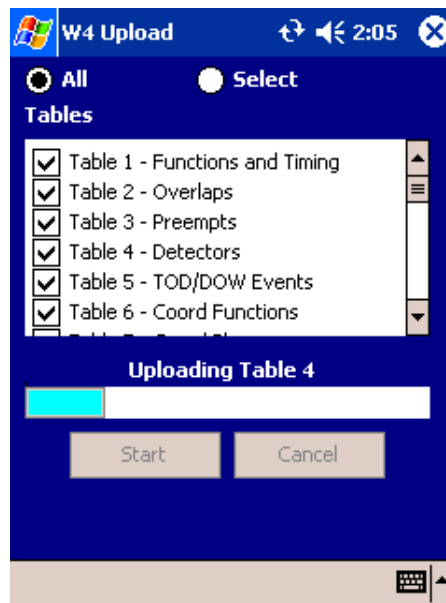 W4 Upload 2:05
All Select
Tables
Table 1 - Functions and Timing
Table 2 - Overlaps
Table 3 - Preempts
Table 4 - Detectors
Table 5 - TOD/DOW Events
Table 6 - Coord Functions
Uploading Table 4
Start Cancel